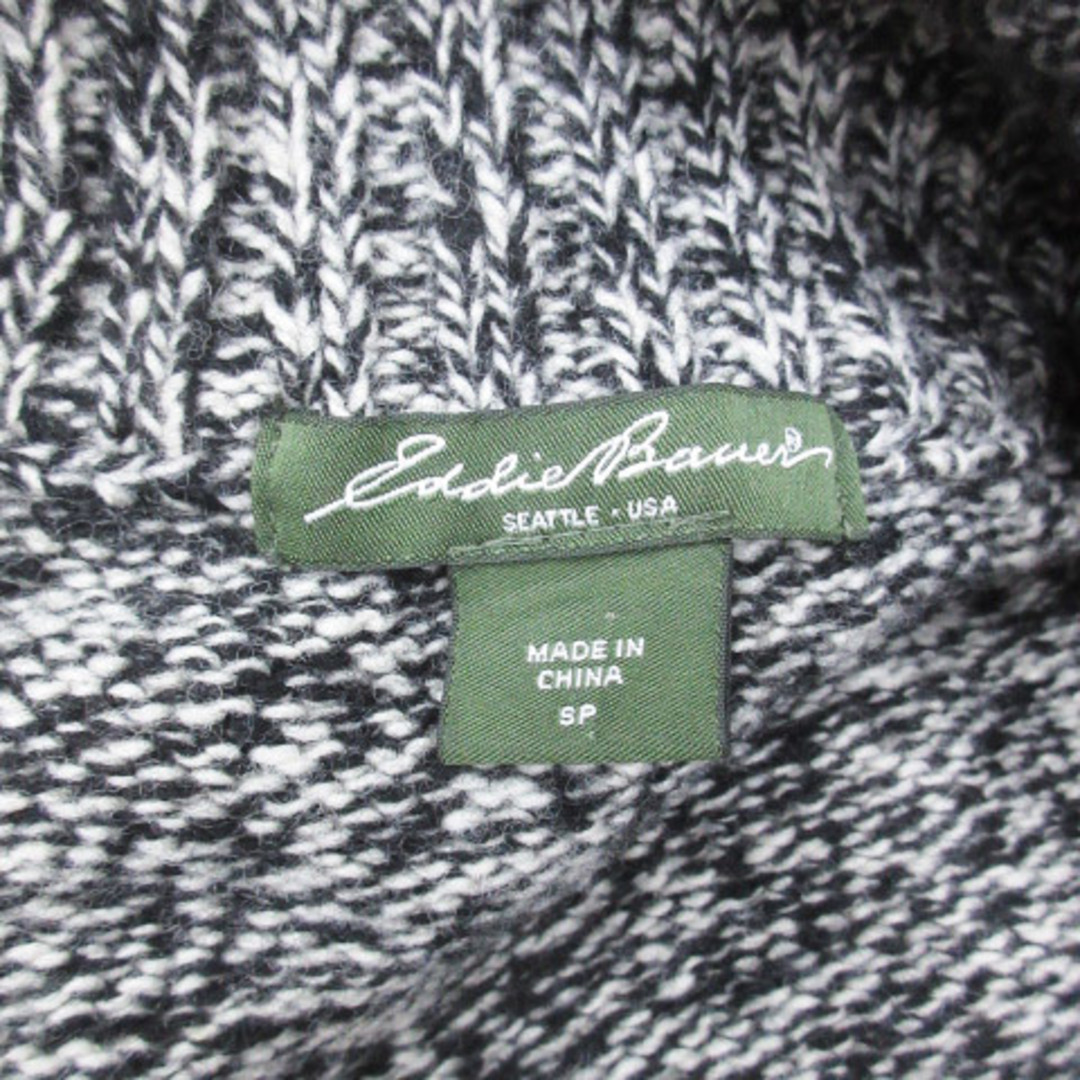 Eddie Bauer®
SEATTLE · USA
MADE IN
CHINA
SP